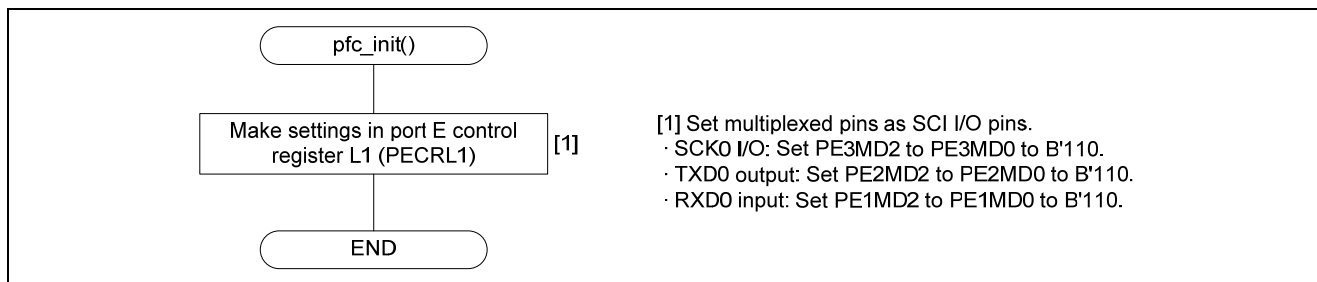 pfc_init()
Make settings in port E control
register L1 (PECRL1)
[1]
END
[1] Set multiplexed pins as SCI I/O pins.
· SCK0 I/O: Set PE3MD2 to PE3MD0 to B'110.
· TXD0 output: Set PE2MD2 to PE2MD0 to B'110.
· RXD0 input: Set PE1MD2 to PE1MD0 to B'110.